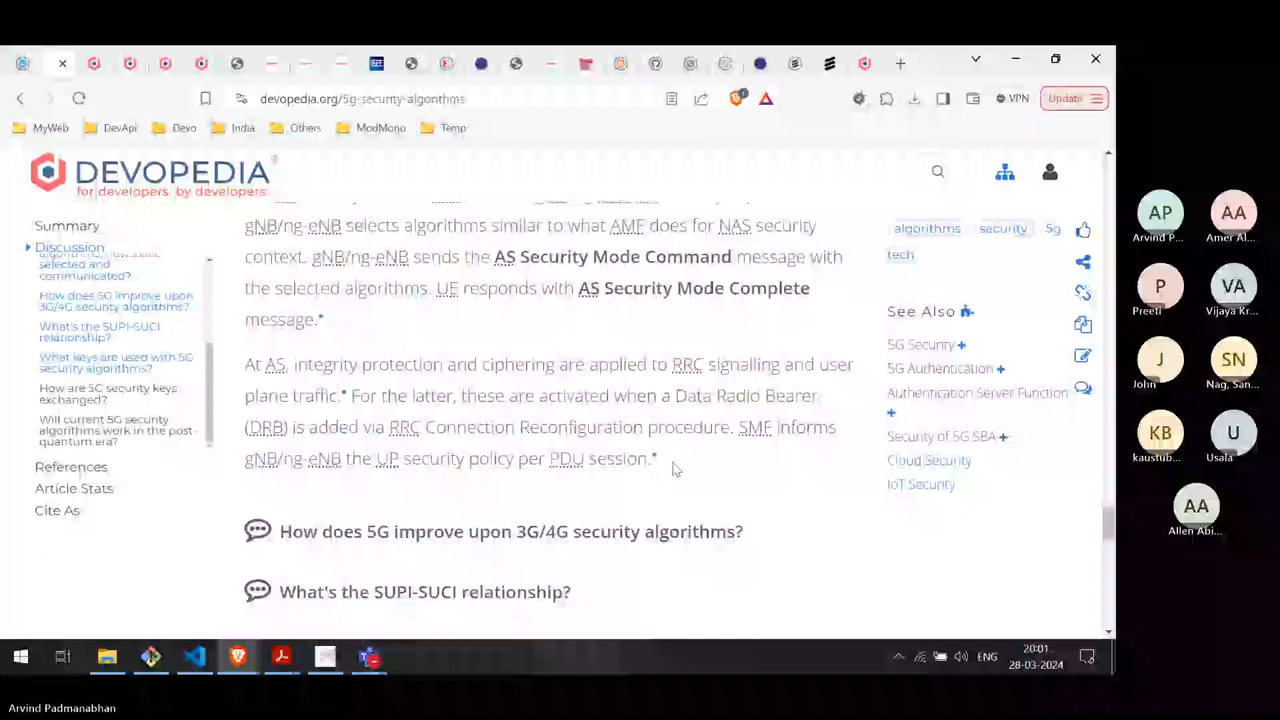 devopedia.org/5g-security-algorithms
VPN
Update
MyWeb
DevApi
Devo
India
Others
ModMono
Temp
DEVOPEDIA
for developers. by developers.
Summary
Discussion
selected and
communicated?
How does 5G improve upon
3G/4G security algorithms?
What's the SUPI-SUCI
relationship?
What keys are used with 5G
security algorithms?
How are 5G security keys
exchanged?
Will current 5G security
algorithms work in the post-
quantum era?
References
Article Stats
Cite As
gNB/ng-eNB selects algorithms similar to what AMF does for NAS security
context. gNB/ng-eNB sends the AS Security Mode Command message with
the selected algorithms. UE responds with AS Security Mode Complete
message.*
At AS, integrity protection and ciphering are applied to RRC signalling and user
plane traffic.* For the latter, these are activated when a Data Radio Bearer
(DRB) is added via RRC Connection Reconfiguration procedure. SMF informs
gNB/ng-eNB the UP security policy per PDU session.*
How does 5G improve upon 3G/4G security algorithms?
What's the SUPI-SUCI relationship?
algorithms security 5g
tech
See Also
5G Security +
5G Authentication +
Authentication Server Function
+
Security of 5G SBA +
Cloud Security
IoT Security
ENG
20:01
28-03-2024
AP
Arvind P...
AA
Amer Al...
P
Preeti
VA
Vijaya Kr...
J
John
SN
Nag, San...
KB
kaustub...
U
Usala
AA
Allen Abi...
Arvind Padmanabhan